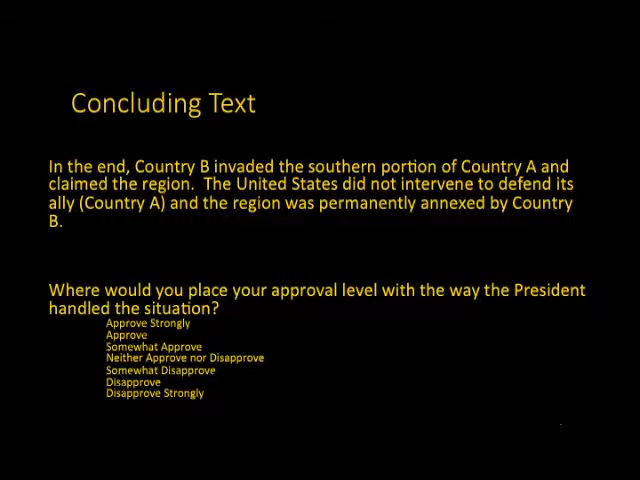 Concluding Text
In the end, Country B invaded the southern portion of Country A and
claimed the region.  The United States did not intervene to defend its
ally (Country A) and the region was permanently annexed by Country
B.
Where would you place your approval level with the way the President
handled the situation?
Approve Strongly
Approve
Somewhat Approve
Neither Approve nor Disapprove
Somewhat Disapprove
Disapprove
Disapprove Strongly